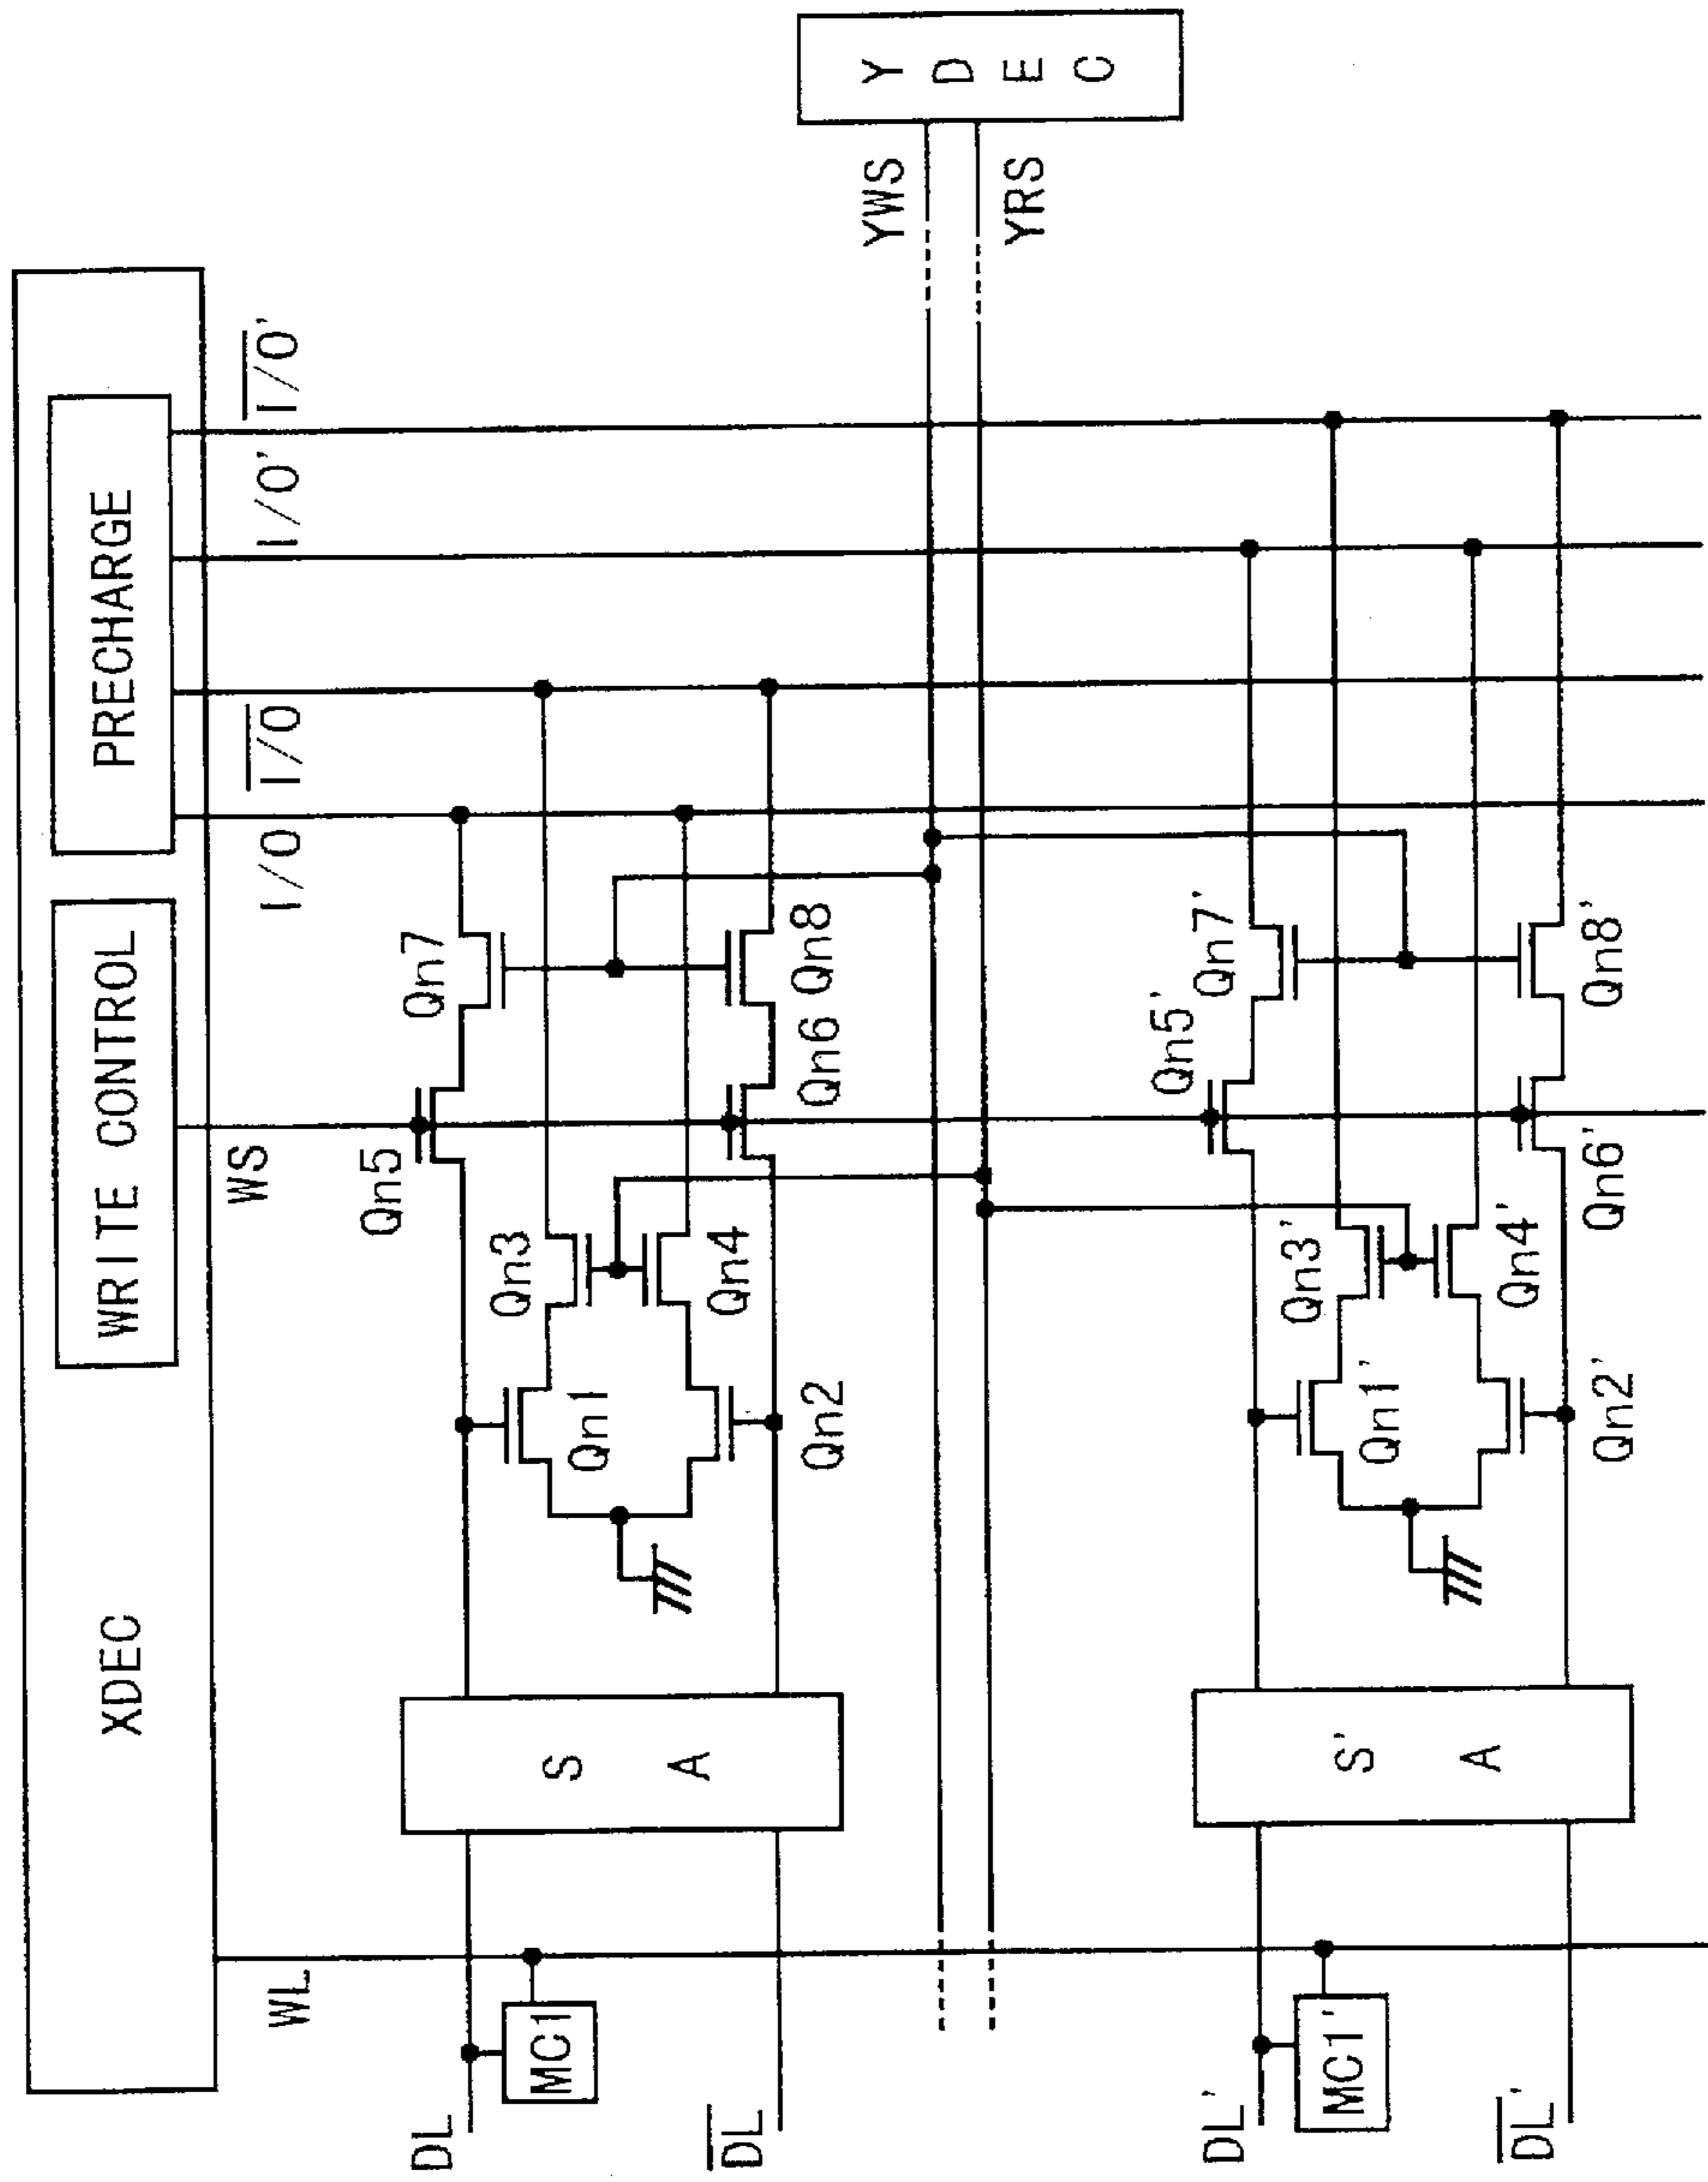 XDEC
WRITE CONTROL
PRECHARGE
WL
WS
I/O
I/O
I/O'
I/O'
DL
MC1
DL
S A
Qn1
Qn2
Qn3
Qn4
Qn5
Qn6
Qn7
Qn8
YWS
YRS
Y DEC
DL'
MC1'
DL'
S' A
Qn1'
Qn2'
Qn3'
Qn4'
Qn5'
Qn6'
Qn7'
Qn8'